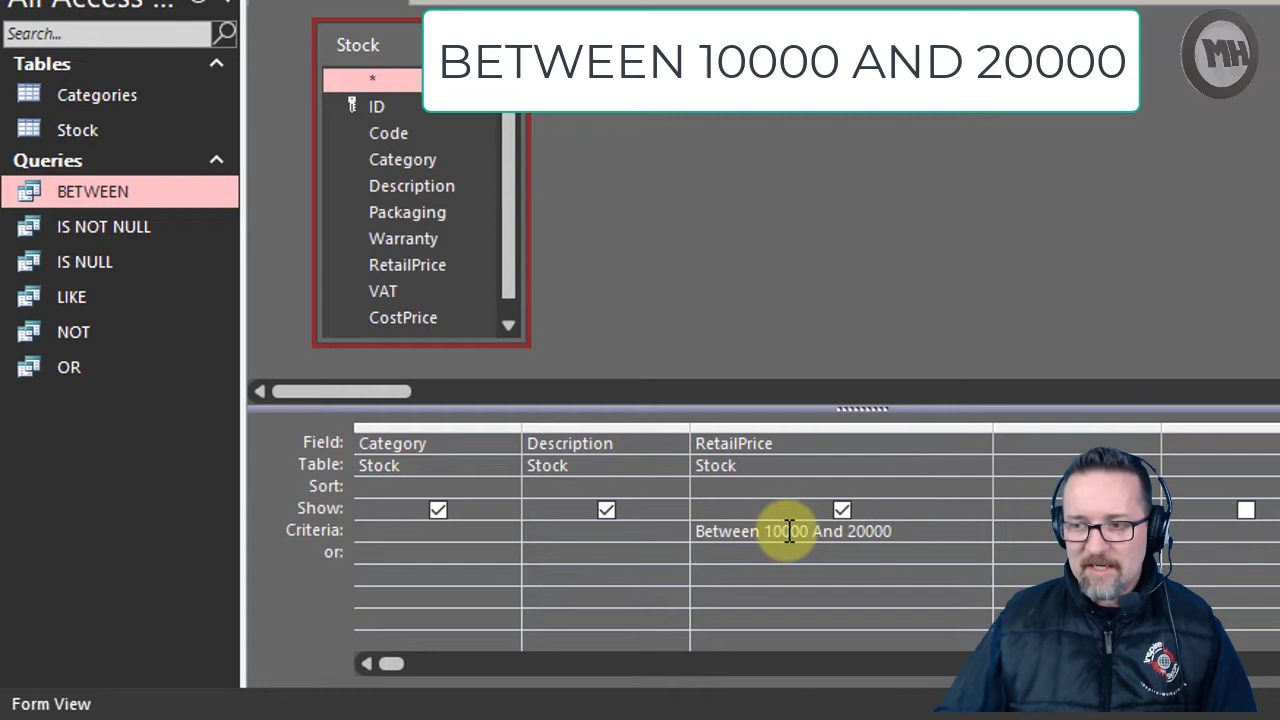 All Access ...
Search...
Tables
Categories
Stock
Queries
BETWEEN
IS NOT NULL
IS NULL
LIKE
NOT
OR
Stock
*
ID
Code
Category
Description
Packaging
Warranty
RetailPrice
VAT
CostPrice
BETWEEN 10000 AND 20000
MH
Field: Category Description RetailPrice
Table: Stock Stock Stock
Sort:
Show:
Criteria: Between 10000 And 20000
or:
Form View